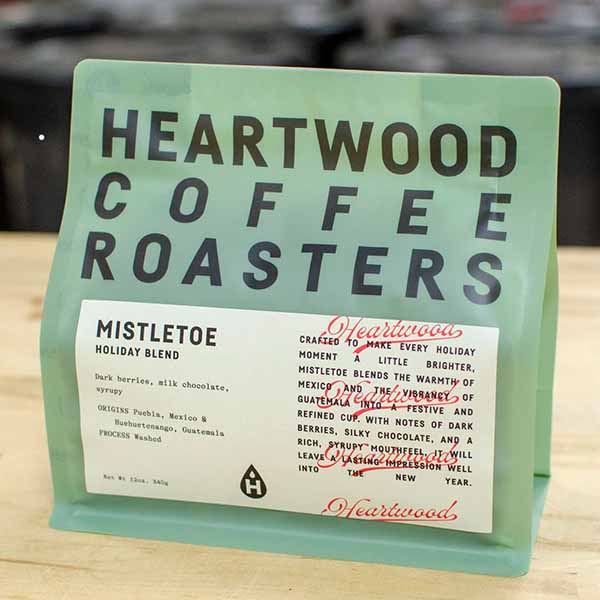 HEARTWOOD
COFFEE
ROASTERS
MISTLETOE
HOLIDAY BLEND
Dark berries, milk chocolate,
syrupy
ORIGINS Puebla, Mexico &
Huehuetenango, Guatemala
PROCESS Washed
Net Wt 12oz. 340g
H
Heartwood
CRAFTED TO MAKE EVERY HOLIDAY
MOMENT A LITTLE BRIGHTER,
MISTLETOE BLENDS THE WARMTH OF
MEXICO AND THE VIBRANCY OF
Heartwood
GUATEMALA INTO A FESTIVE AND
REFINED CUP. WITH NOTES OF DARK
BERRIES, SILKY CHOCOLATE, AND A
RICH, SYRUPY MOUTHFEEL, IT WILL
Heartwood
LEAVE A LASTING IMPRESSION WELL
INTO THE NEW YEAR.
Heartwood